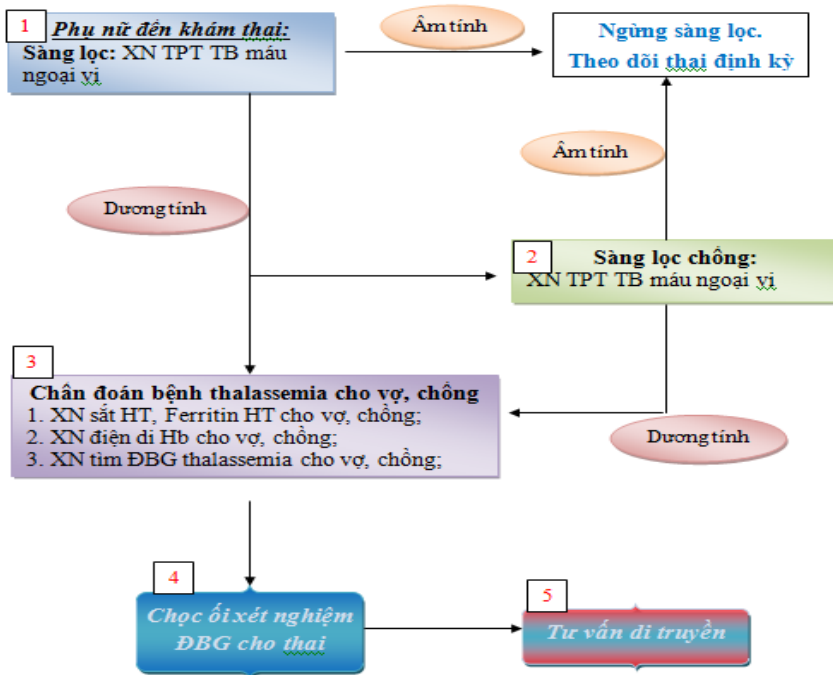 1
Phụ nữ đến khám thai:
Sàng lọc: XN TPT TB máu
ngoại vi
Âm tính
Ngừng sàng lọc.
Theo dõi thai định kỳ
Âm tính
Dương tính
2
Sàng lọc chồng:
XN TPT TB máu ngoại vi
3
Chẩn đoán bệnh thalassemia cho vợ, chồng
1. XN sắt HT, Ferritin HT cho vợ, chồng;
2. XN điện di Hb cho vợ, chồng;
3. XN tìm ĐBG thalassemia cho vợ, chồng;
Dương tính
4
Chọc ối xét nghiệm
ĐBG cho thai
5
Tư vấn di truyền